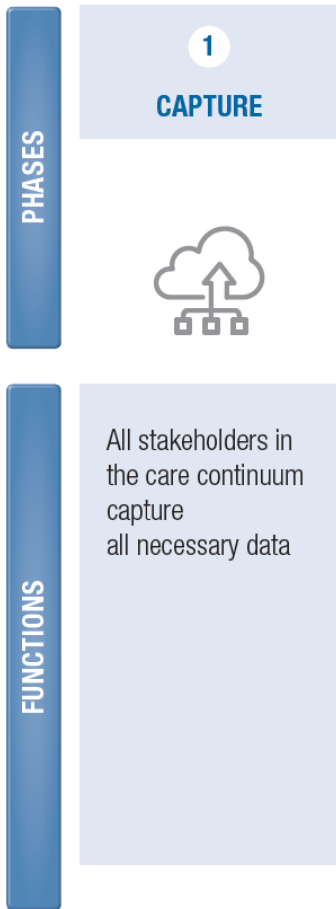 PHASES
1
CAPTURE
FUNCTIONS
All stakeholders in
the care continuum
capture
all necessary data